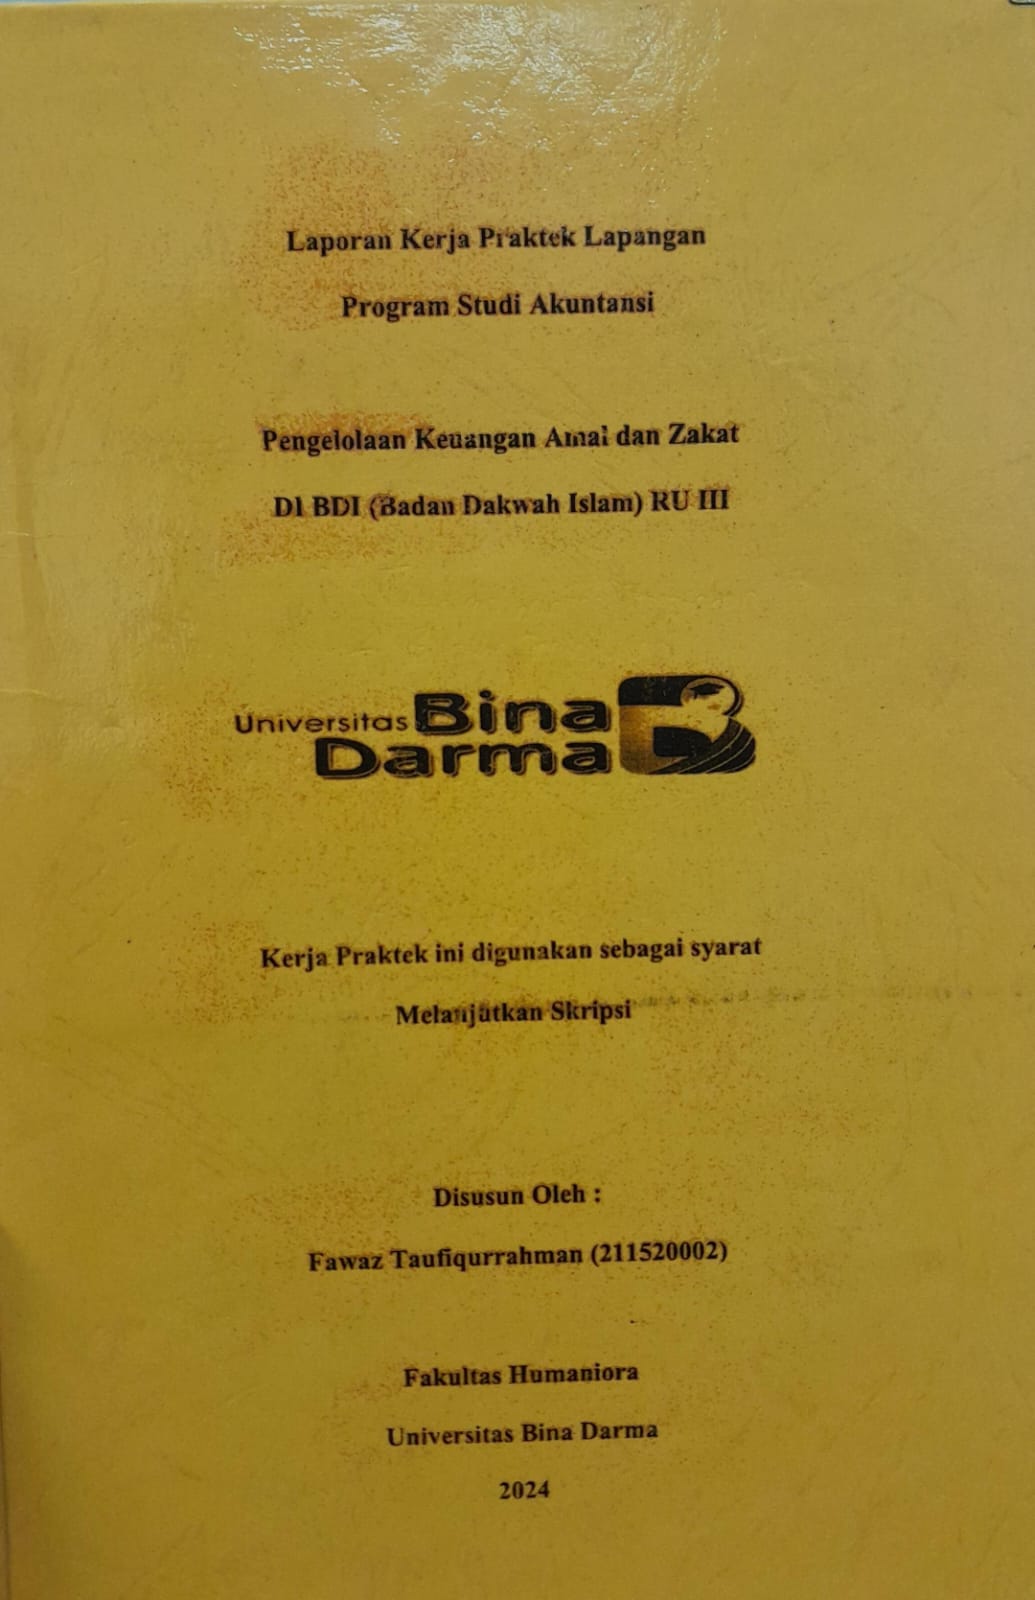 Laporan Kerja Praktek Lapangan
Program Studi Akuntansi
Pengelolaan Keuangan Amal dan Zakat
DI BDI (Badan Dakwah Islam) RU III
Universitas Bina
Darma
Kerja Praktek ini digunakan sebagai syarat
Melanjutkan Skripsi
Disusun Oleh :
Fawaz Taufiqurrahman (211520002)
Fakultas Humaniora
Universitas Bina Darma
2024